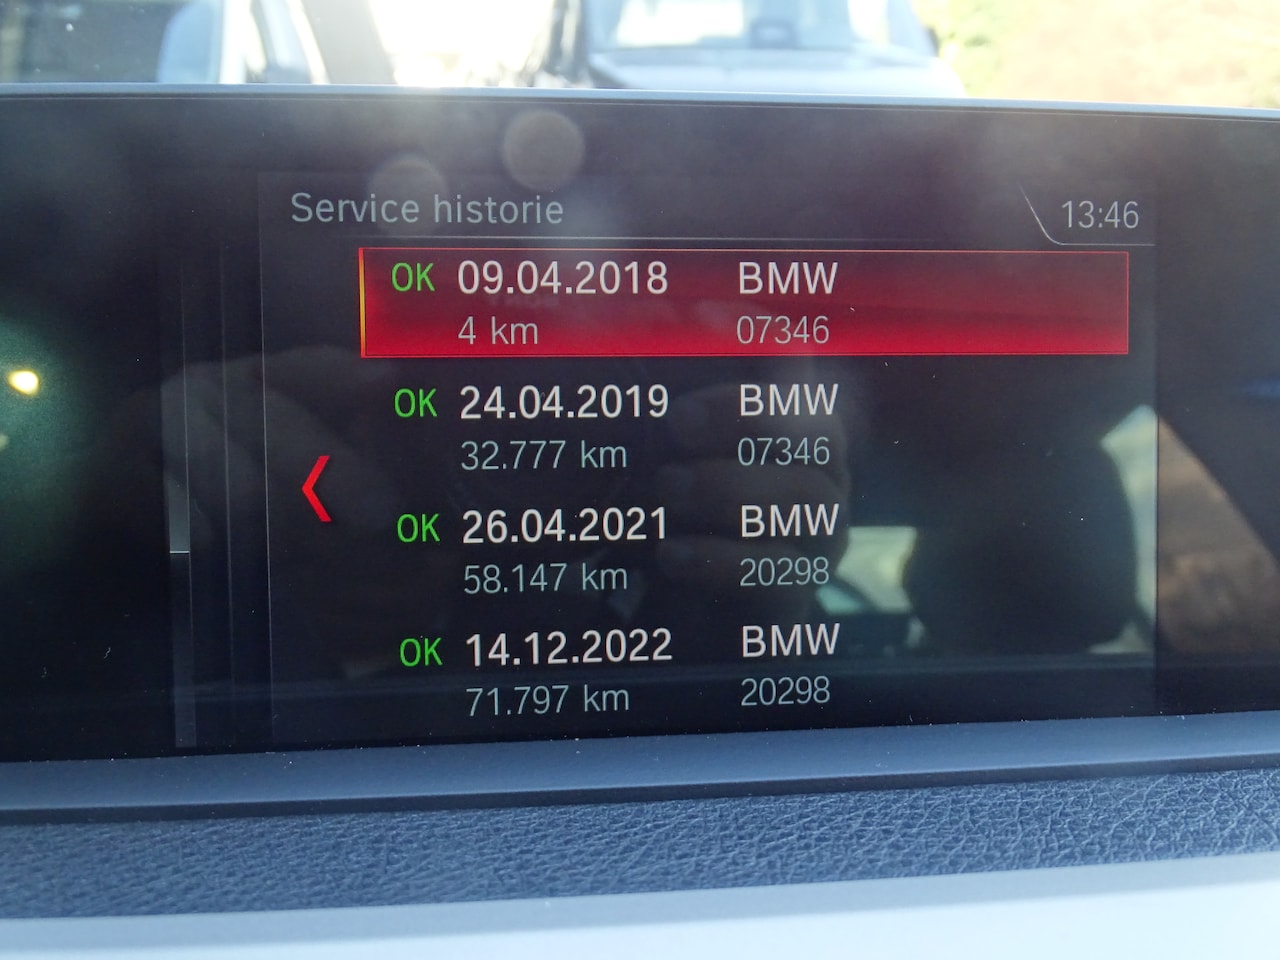 Service historie
13:46
OK 09.04.2018 BMW
4 km 07346
OK 24.04.2019 BMW
32.777 km 07346
OK 26.04.2021 BMW
58.147 km 20298
OK 14.12.2022 BMW
71.797 km 20298